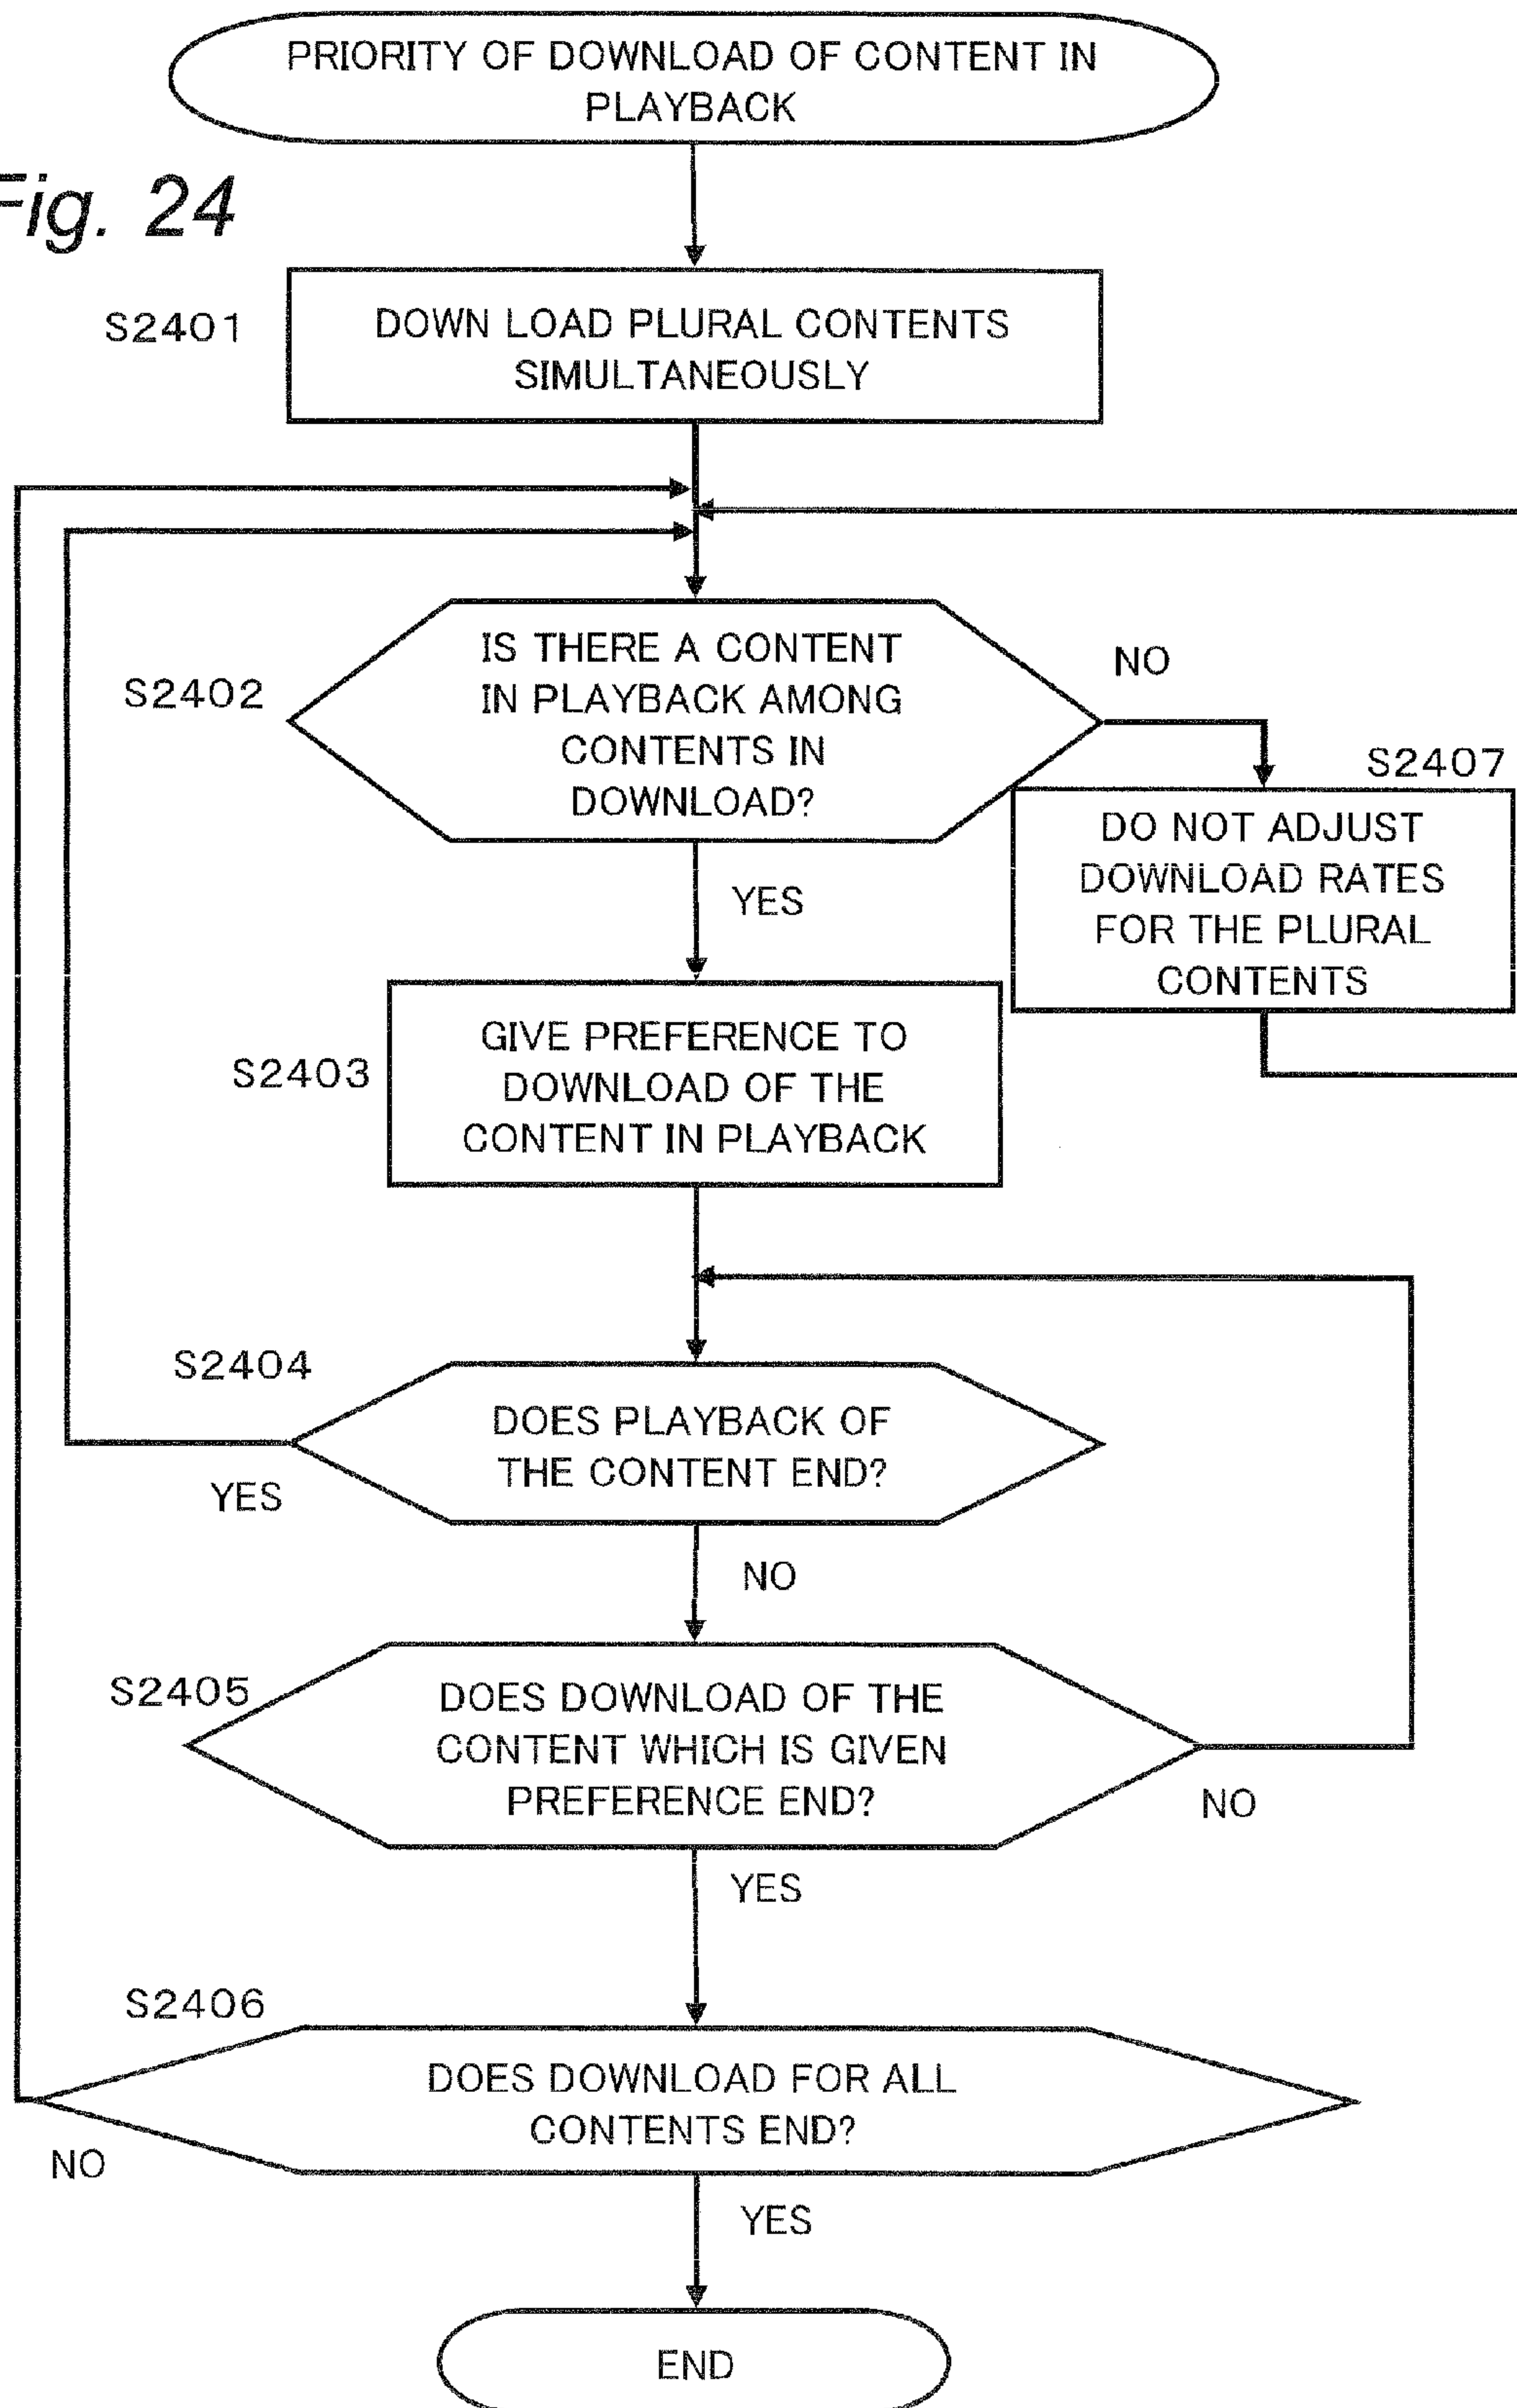 PRIORITY OF DOWNLOAD OF CONTENT IN
PLAYBACK
Fig. 24
S2401
DOWN LOAD PLURAL CONTENTS
SIMULTANEOUSLY
S2402
IS THERE A CONTENT
IN PLAYBACK AMONG
CONTENTS IN
DOWNLOAD?
NO
YES
S2407
DO NOT ADJUST
DOWNLOAD RATES
FOR THE PLURAL
CONTENTS
S2403
GIVE PREFERENCE TO
DOWNLOAD OF THE
CONTENT IN PLAYBACK
S2404
DOES PLAYBACK OF
THE CONTENT END?
YES
NO
S2405
DOES DOWNLOAD OF THE
CONTENT WHICH IS GIVEN
PREFERENCE END?
NO
YES
S2406
DOES DOWNLOAD FOR ALL
CONTENTS END?
NO
YES
END